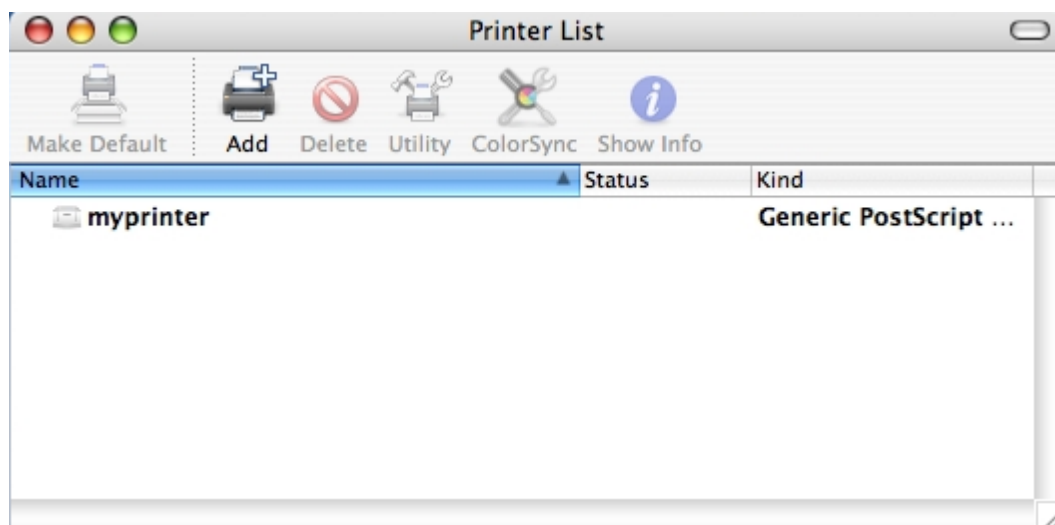 Printer List
Make Default Add Delete Utility ColorSync Show Info
Name Status Kind
myprinter Generic PostScript ...